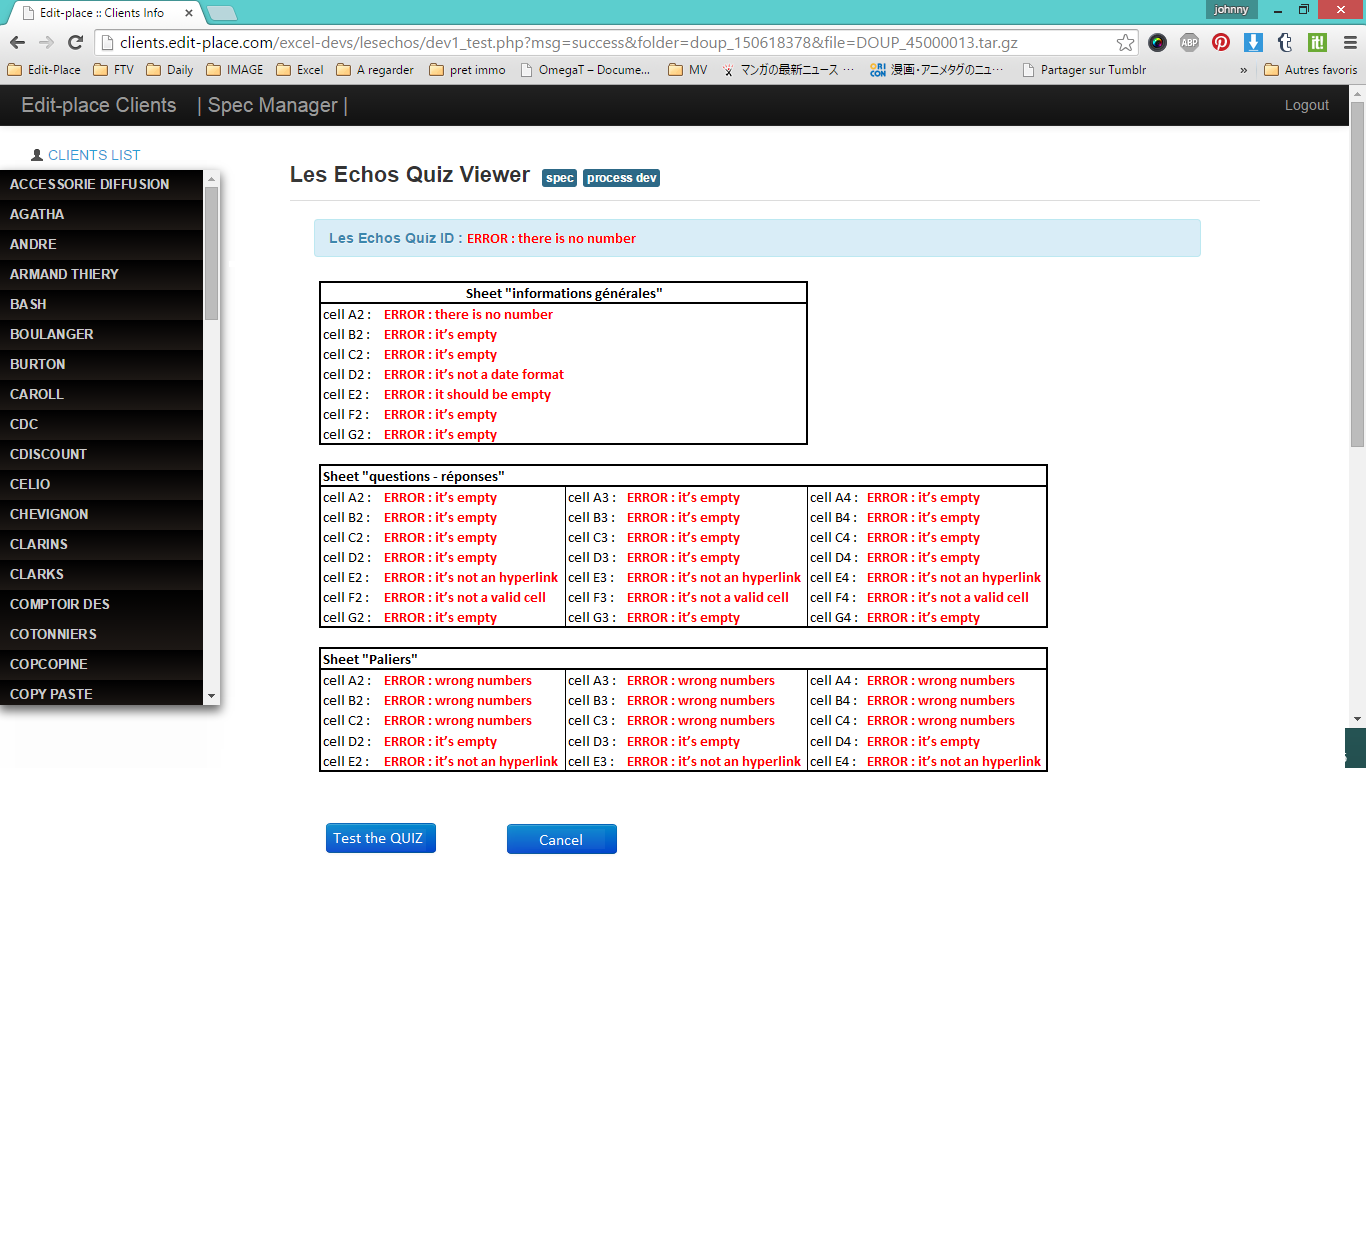 Edit-place :: Clients Info
johnny
clients.edit-place.com/excel-devs/lesechos/dev1_test.php?msg=success&folder=doup_150618378&file=DOUP_45000013.tar.gz
ABP
it!
Edit-Place FTV Daily IMAGE Excel A regarder pret immo OmegaT – Docume... MV マンガの最新ニュース ... ORI CON 漫画・アニメタグのニュ... Partager sur Tumblr » Autres favoris
Edit-place Clients | Spec Manager | Logout
CLIENTS LIST
ACCESSORIE DIFFUSION
AGATHA
ANDRE
ARMAND THIERY
BASH
BOULANGER
BURTON
CAROLL
CDC
CDISCOUNT
CELIO
CHEVIGNON
CLARINS
CLARKS
COMPTOIR DES
COTONNIERS
COPCOPINE
COPY PASTE
Les Echos Quiz Viewer spec process dev
Les Echos Quiz ID : ERROR : there is no number
Sheet "informations générales"
cell A2 : ERROR : there is no number
cell B2 : ERROR : it's empty
cell C2 : ERROR : it's empty
cell D2 : ERROR : it's not a date format
cell E2 : ERROR : it should be empty
cell F2 : ERROR : it's empty
cell G2 : ERROR : it's empty
Sheet "questions - réponses"
cell A2 : ERROR : it's empty cell A3 : ERROR : it's empty cell A4 : ERROR : it's empty
cell B2 : ERROR : it's empty cell B3 : ERROR : it's empty cell B4 : ERROR : it's empty
cell C2 : ERROR : it's empty cell C3 : ERROR : it's empty cell C4 : ERROR : it's empty
cell D2 : ERROR : it's empty cell D3 : ERROR : it's empty cell D4 : ERROR : it's empty
cell E2 : ERROR : it's not an hyperlink cell E3 : ERROR : it's not an hyperlink cell E4 : ERROR : it's not an hyperlink
cell F2 : ERROR : it's not a valid cell cell F3 : ERROR : it's not a valid cell cell F4 : ERROR : it's not a valid cell
cell G2 : ERROR : it's empty cell G3 : ERROR : it's empty cell G4 : ERROR : it's empty
Sheet "Paliers"
cell A2 : ERROR : wrong numbers cell A3 : ERROR : wrong numbers cell A4 : ERROR : wrong numbers
cell B2 : ERROR : wrong numbers cell B3 : ERROR : wrong numbers cell B4 : ERROR : wrong numbers
cell C2 : ERROR : wrong numbers cell C3 : ERROR : wrong numbers cell C4 : ERROR : wrong numbers
cell D2 : ERROR : it's empty cell D3 : ERROR : it's empty cell D4 : ERROR : it's empty
cell E2 : ERROR : it's not an hyperlink cell E3 : ERROR : it's not an hyperlink cell E4 : ERROR : it's not an hyperlink
Test the QUIZ Cancel